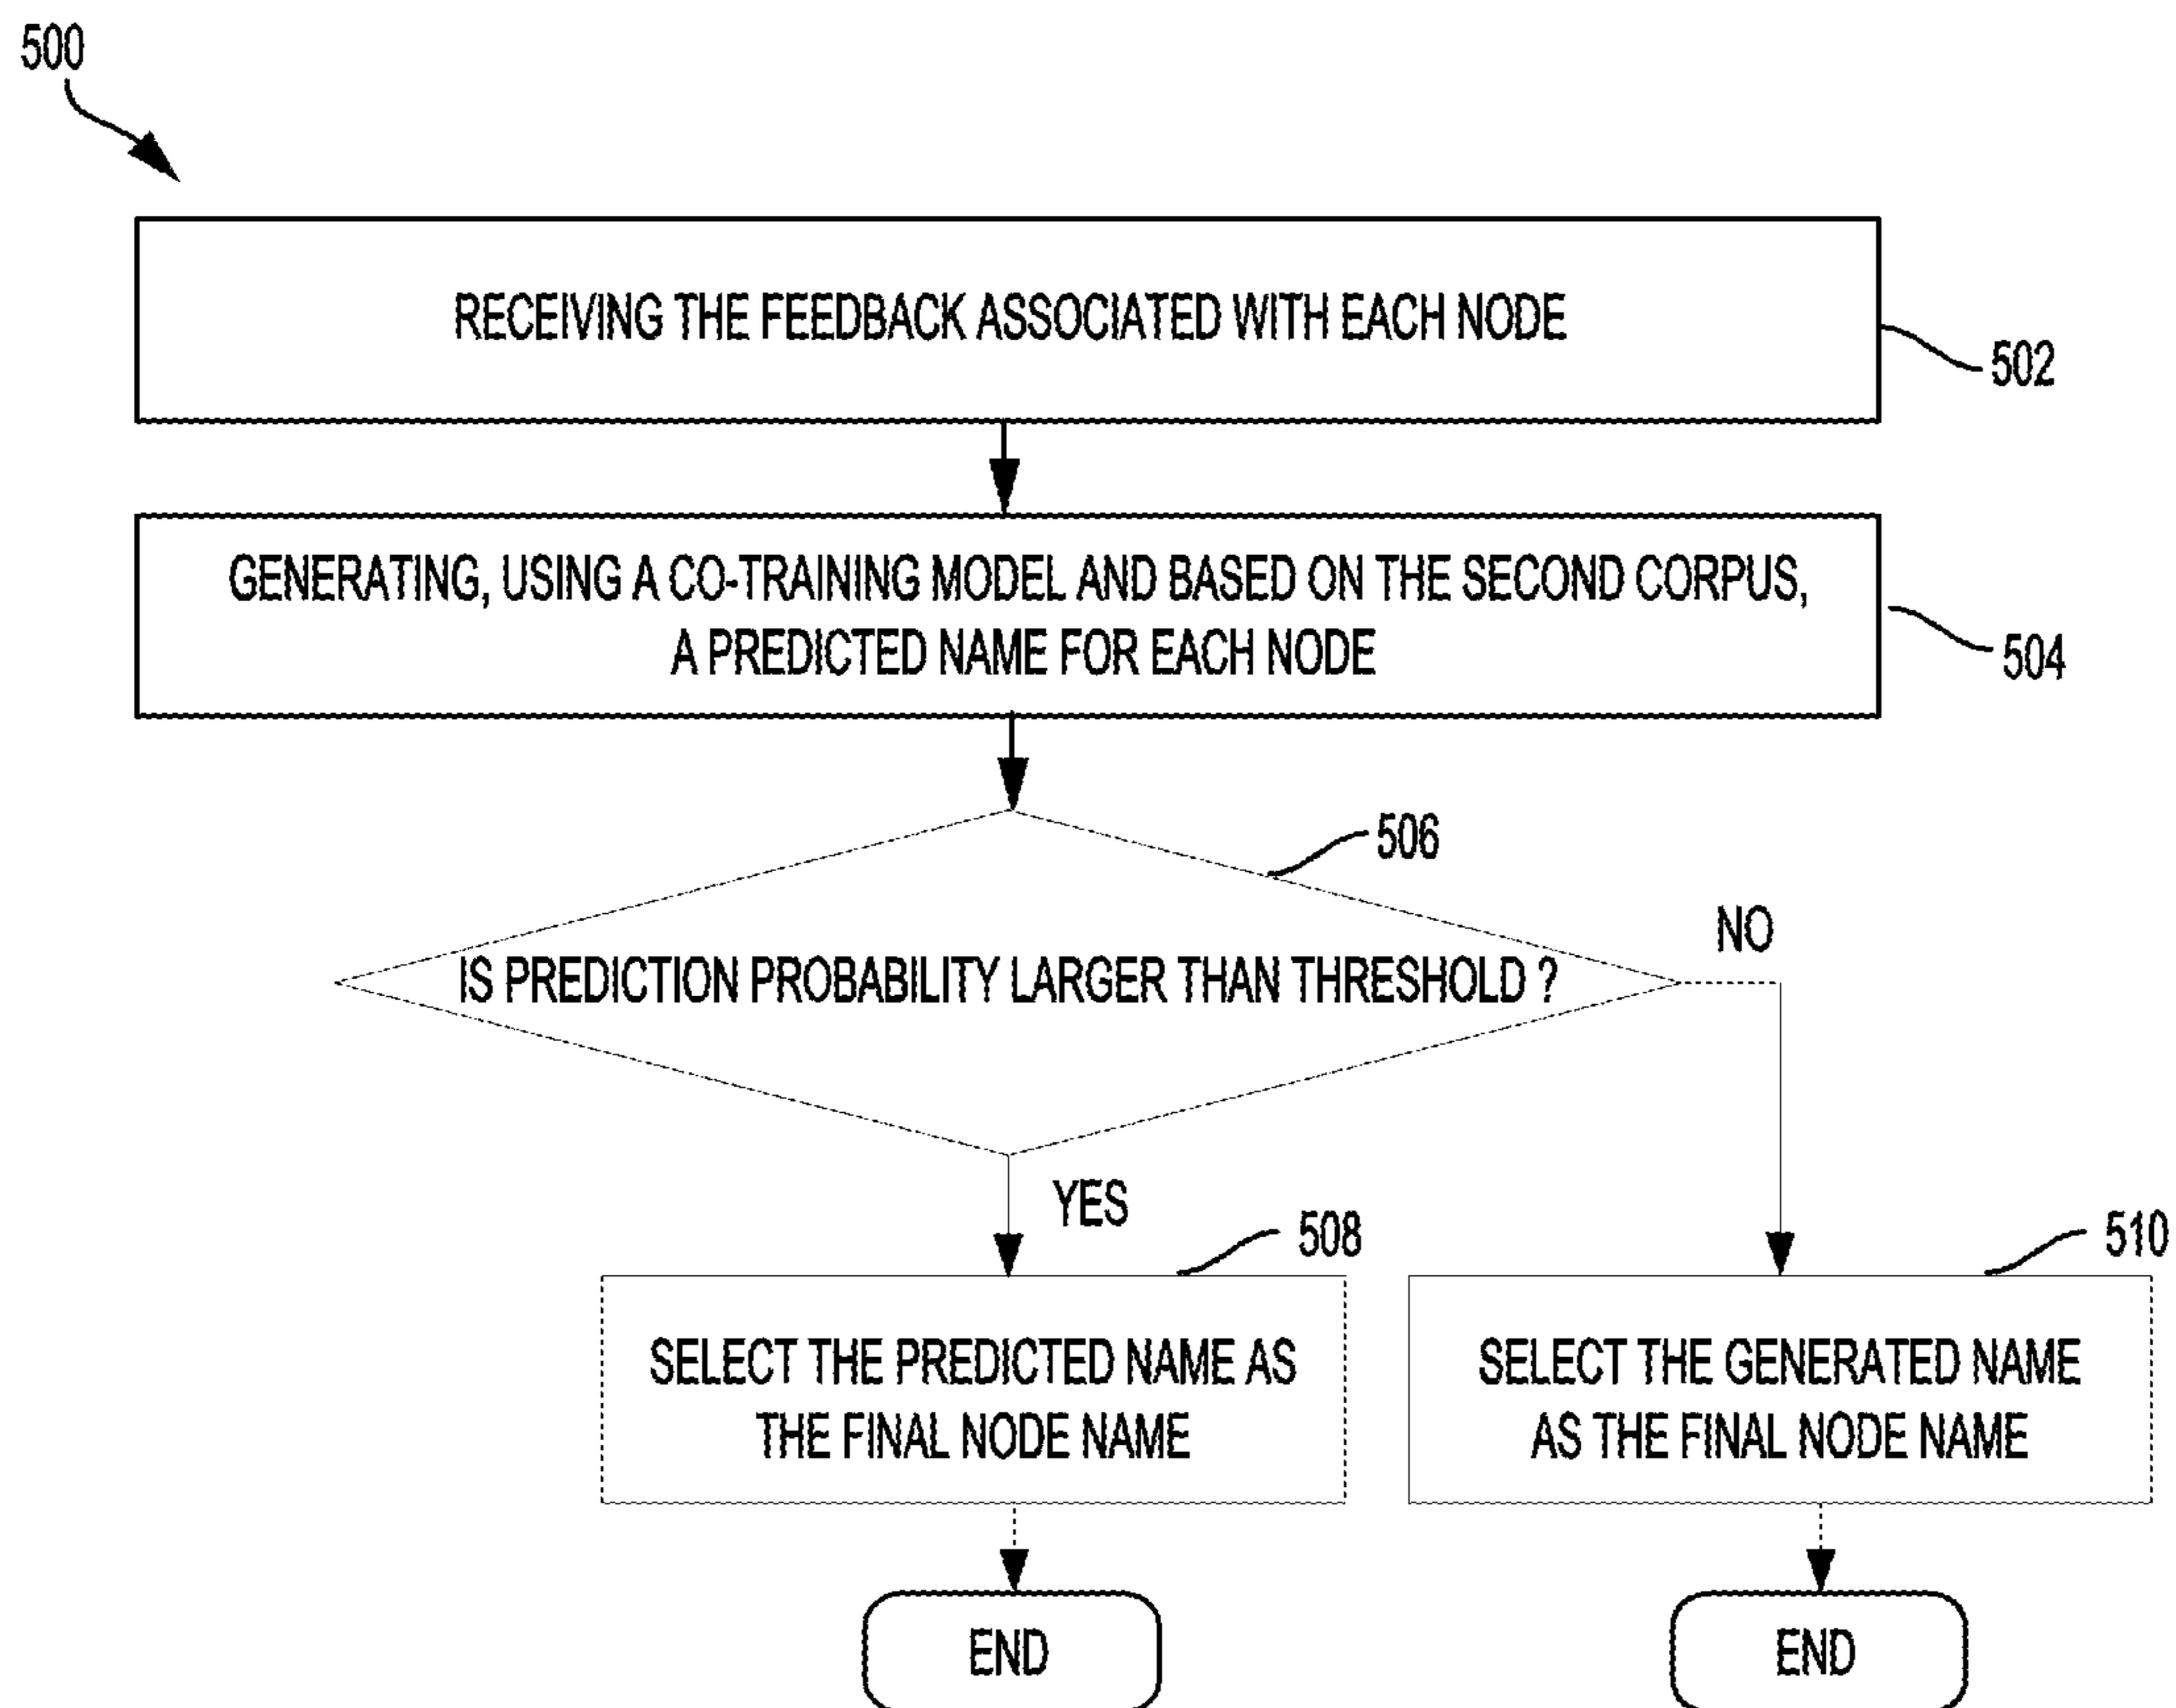 500
RECEIVING THE FEEDBACK ASSOCIATED WITH EACH NODE
502
GENERATING, USING A CO-TRAINING MODEL AND BASED ON THE SECOND CORPUS,
A PREDICTED NAME FOR EACH NODE
504
506
NO
IS PREDICTION PROBABILITY LARGER THAN THRESHOLD ?
YES
508
510
SELECT THE PREDICTED NAME AS
THE FINAL NODE NAME
SELECT THE GENERATED NAME
AS THE FINAL NODE NAME
END
END